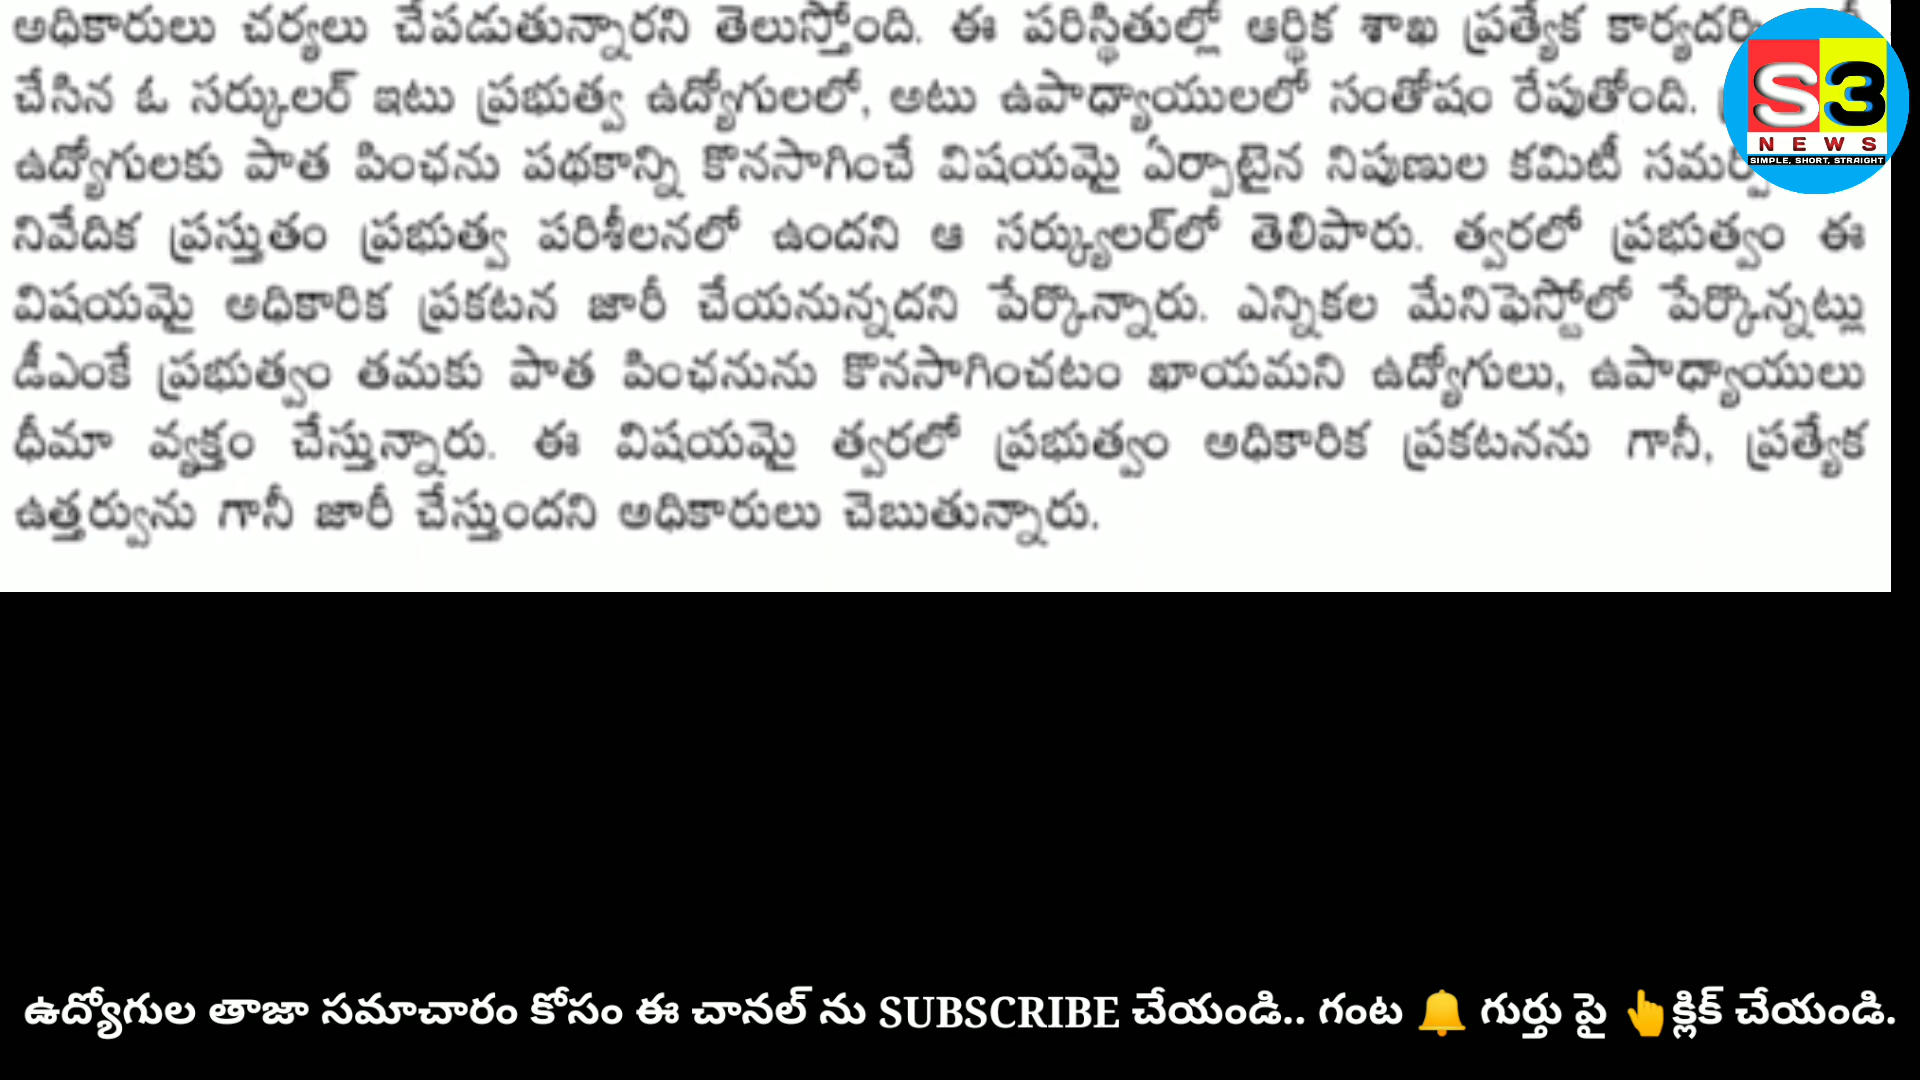 అధికారులు చర్యలు చేపడుతున్నారని తెలుస్తోంది. ఈ పరిస్థితుల్లో ఆర్థిక శాఖ ప్రత్యేక
చేసిన ఓ సర్కులర్ ఇటు ప్రభుత్వ ఉద్యోగులలో, అటు ఉపాధ్యాయులలో సంతోషం రేపుతోంది.
ఉద్యోగులకు పాత పింఛను పథకాన్ని కొనసాగించే విషయమై ఏర్పాటైన నిపుణుల కమిటీ
నివేదిక ప్రస్తుతం ప్రభుత్వ పరిశీలనలో ఉందని ఆ సర్క్యులర్‌లో తెలిపారు. త్వరలో ప్రభుత్వం ఈ
విషయమై అధికారిక ప్రకటన జారీ చేయనున్నదని పేర్కొన్నారు. ఎన్నికల మేనిఫెస్టోలో పేర్కొన్నట్లు
డీఎంకే ప్రభుత్వం తమకు పాత పింఛనును కొనసాగించటం ఖాయమని ఉద్యోగులు, ఉపాధ్యాయులు
ధీమా వ్యక్తం చేస్తున్నారు. ఈ విషయమై త్వరలో ప్రభుత్వం అధికారిక ప్రకటనను గానీ, ప్రత్యేక
ఉత్తర్వును గానీ జారీ చేస్తుందని అధికారులు చెబుతున్నారు.
S3
NEWS
SIMPLE, SHORT, STRAIGHT
ఉద్యోగుల తాజా సమాచారం కోసం ఈ చానల్ ను SUBSCRIBE చేయండి.. గంట 🔔 గుర్తు పై 👆క్లిక్ చేయండి.